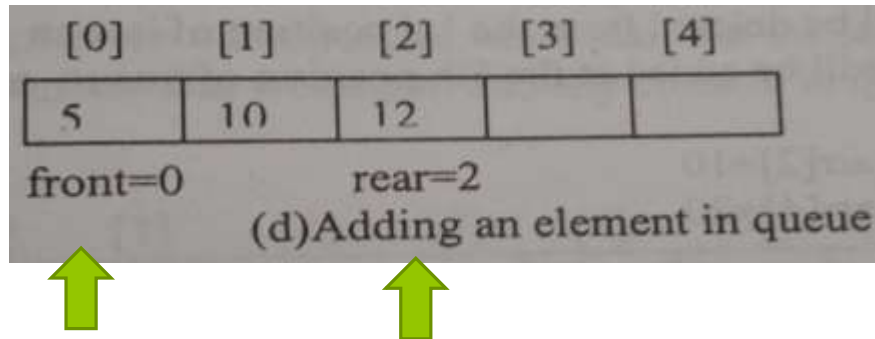 [0] [1] [2] [3] [4]
5 10 12
front=0 rear=2
(d)Adding an element in queue